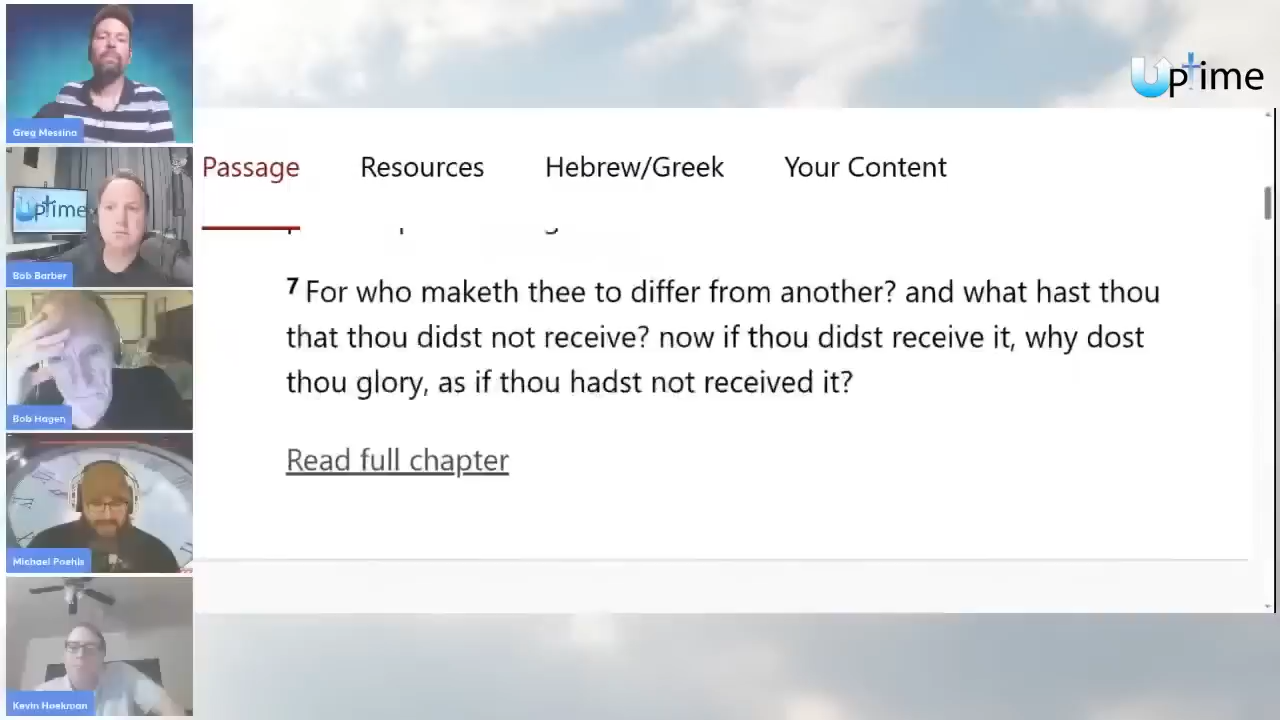 Greg Messina
Uptime
Bob Barber
Bob Hagen
Michael Poehls
Kevin Hoekman
Uptime
Passage Resources Hebrew/Greek Your Content
7 For who maketh thee to differ from another? and what hast thou
that thou didst not receive? now if thou didst receive it, why dost
thou glory, as if thou hadst not received it?
Read full chapter